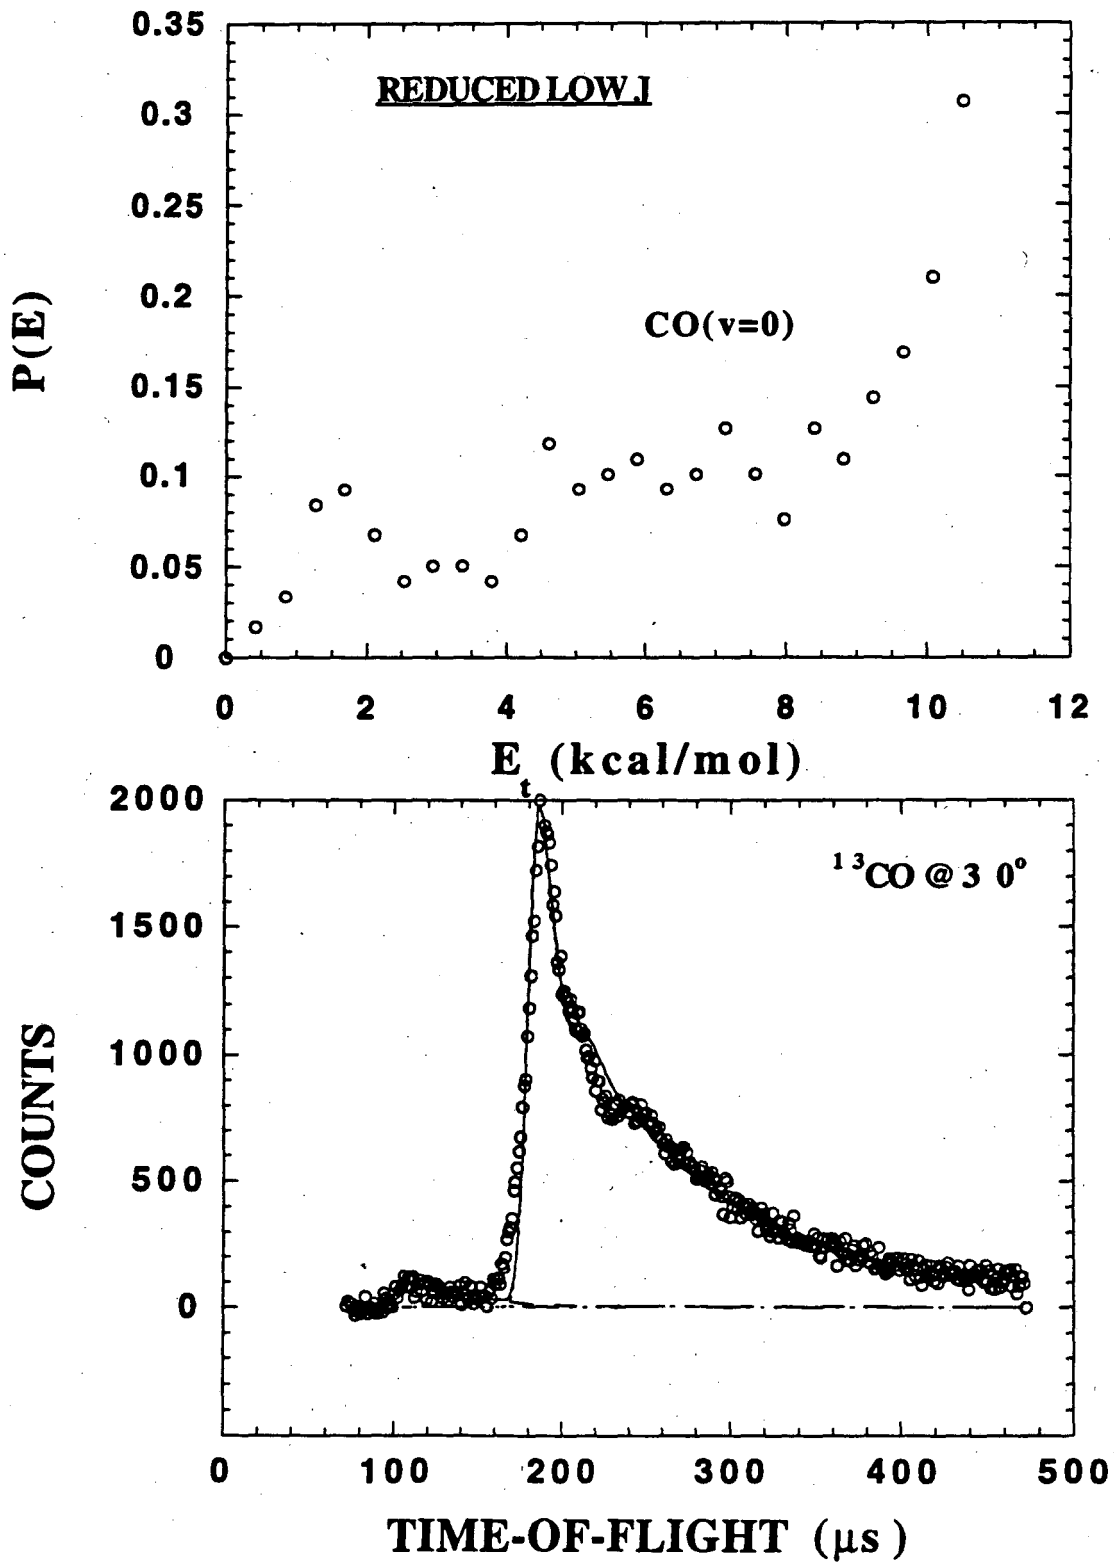 0.35
REDUCED LOW J
0.3
0.25
0.2
CO(v=0)
P(E)
0.15
0.1
0.05
0
0 2 4 6 8 10 12
E_t (kcal/mol)
2000
13CO @ 3 0°
1500
1000
COUNTS
500
0
0 100 200 300 400 500
TIME-OF-FLIGHT (μs)